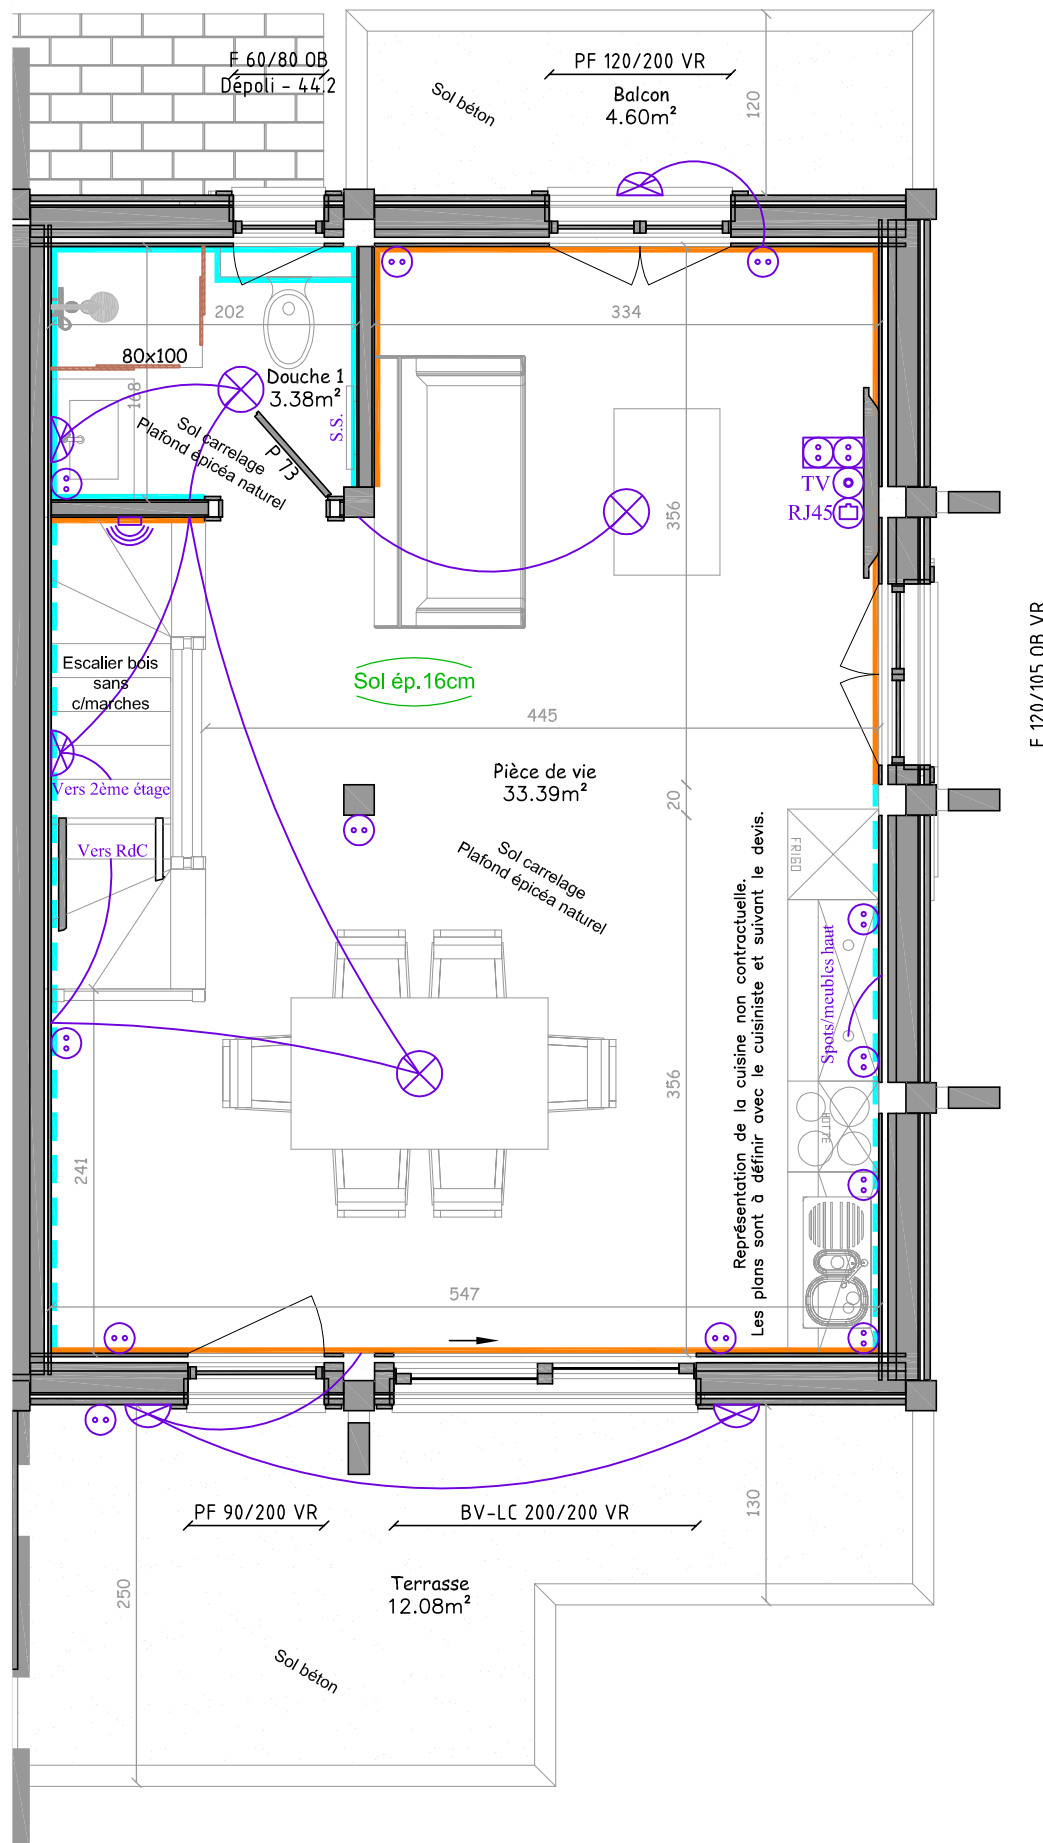 F 60/80 OB
Dépoli - 44.2
PF 120/200 VR
Balcon
4.60m²
Sol béton
120
202
334
80x100
Douche 1
3.38m²
168
Sol carrelage
Plafond épicéa naturel
P 73
S.S.
TV
RJ45
356
F 120/105 OB VR
Escalier bois
sans
c/marches
Sol ép.16cm
445
Vers 2ème étage
Pièce de vie
33.39m²
20
Vers RdC
Sol carrelage
Plafond épicéa naturel
FRIGO
Représentation de la cuisine non contractuelle.
Les plans sont à définir avec le cuisiniste et suivant le devis.
Spots/meubles haut
HOTTE
356
241
547
PF 90/200 VR
BV-LC 200/200 VR
130
250
Terrasse
12.08m²
Sol béton